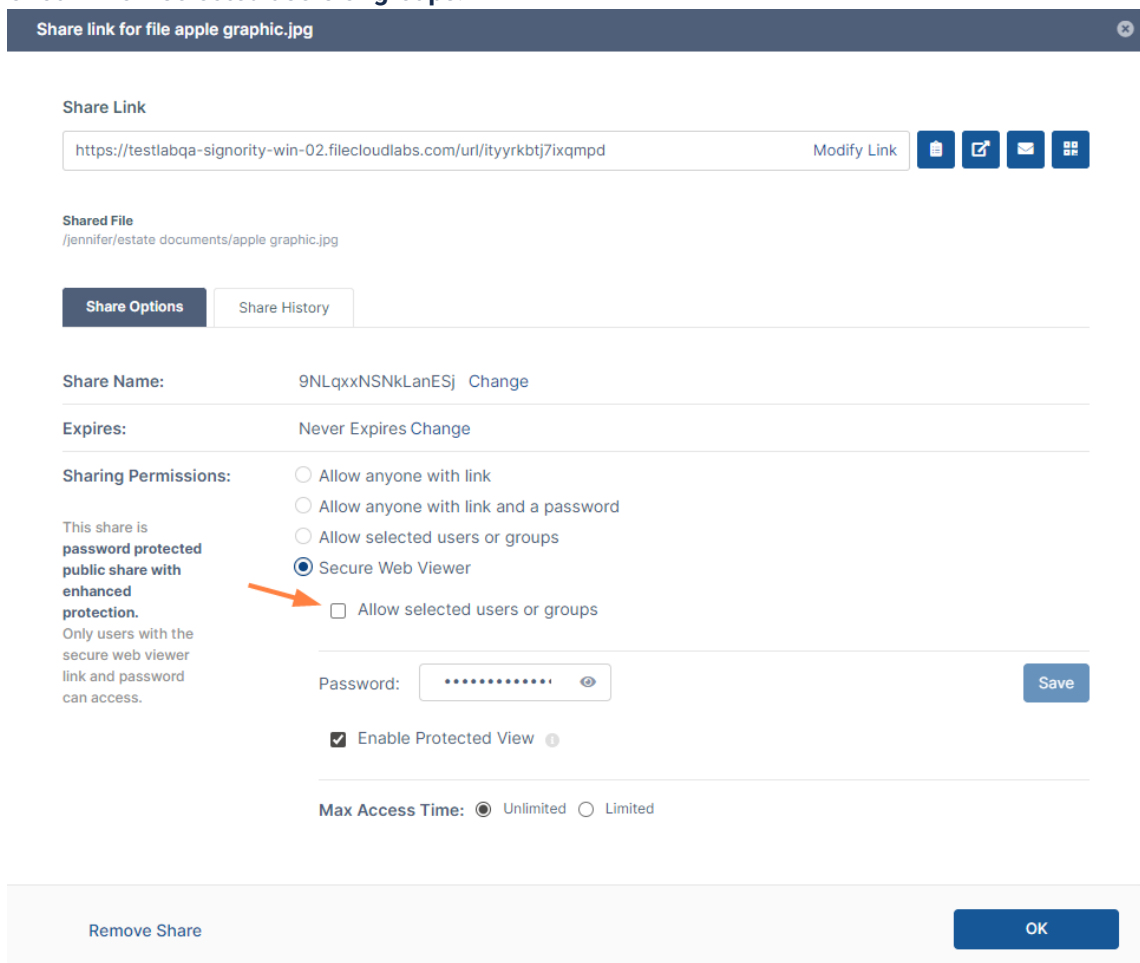 Share link for file apple graphic.jpg
Share Link
https://testlabqa-signority-win-02.filecloudlabs.com/url/ityyrkbtj7ixqmpd Modify Link
Shared File
/jennifer/estate documents/apple graphic.jpg
Share Options Share History
Share Name: 9NLqxxNSNkLanESj Change
Expires: Never Expires Change
Sharing Permissions:
Allow anyone with link
Allow anyone with link and a password
Allow selected users or groups
Secure Web Viewer
Allow selected users or groups
This share is
password protected
public share with
enhanced
protection.
Only users with the
secure web viewer
link and password
can access.
Password: Save
Enable Protected View
Max Access Time: Unlimited Limited
Remove Share OK